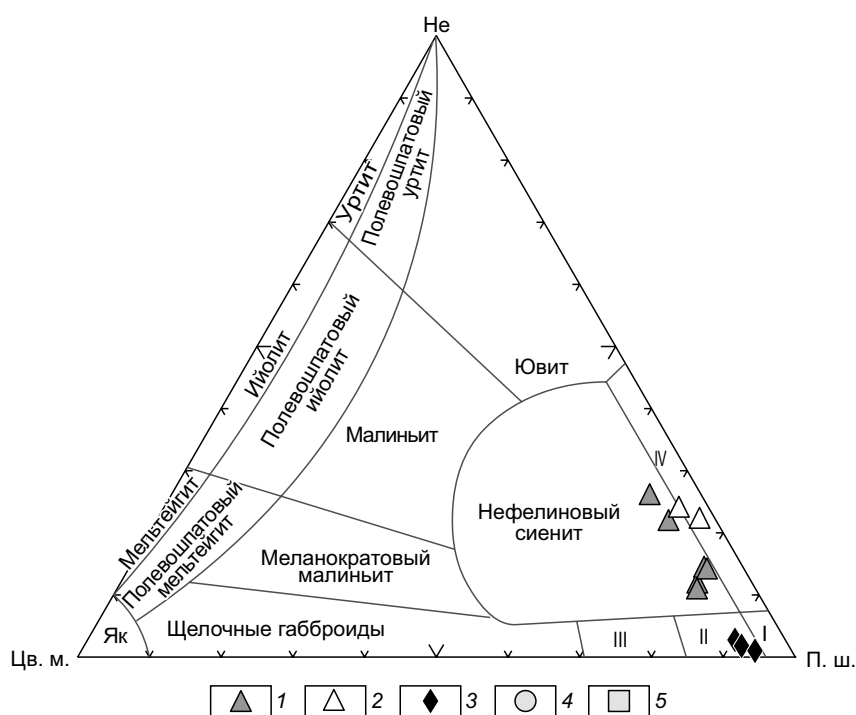 Не
Полевошпатовый
уртит
Уртит
Ийолит
Полевошпатовый
ийолит
Ювит
Малиньит
IV
Нефелиновый
сиенит
Мельтейгит
Полевошпатовый
мельтейгит
Меланократовый
малиньит
Щелочные габброиды
Як
III
II
I
Цв. м.
П. ш.
1
2
3
4
5